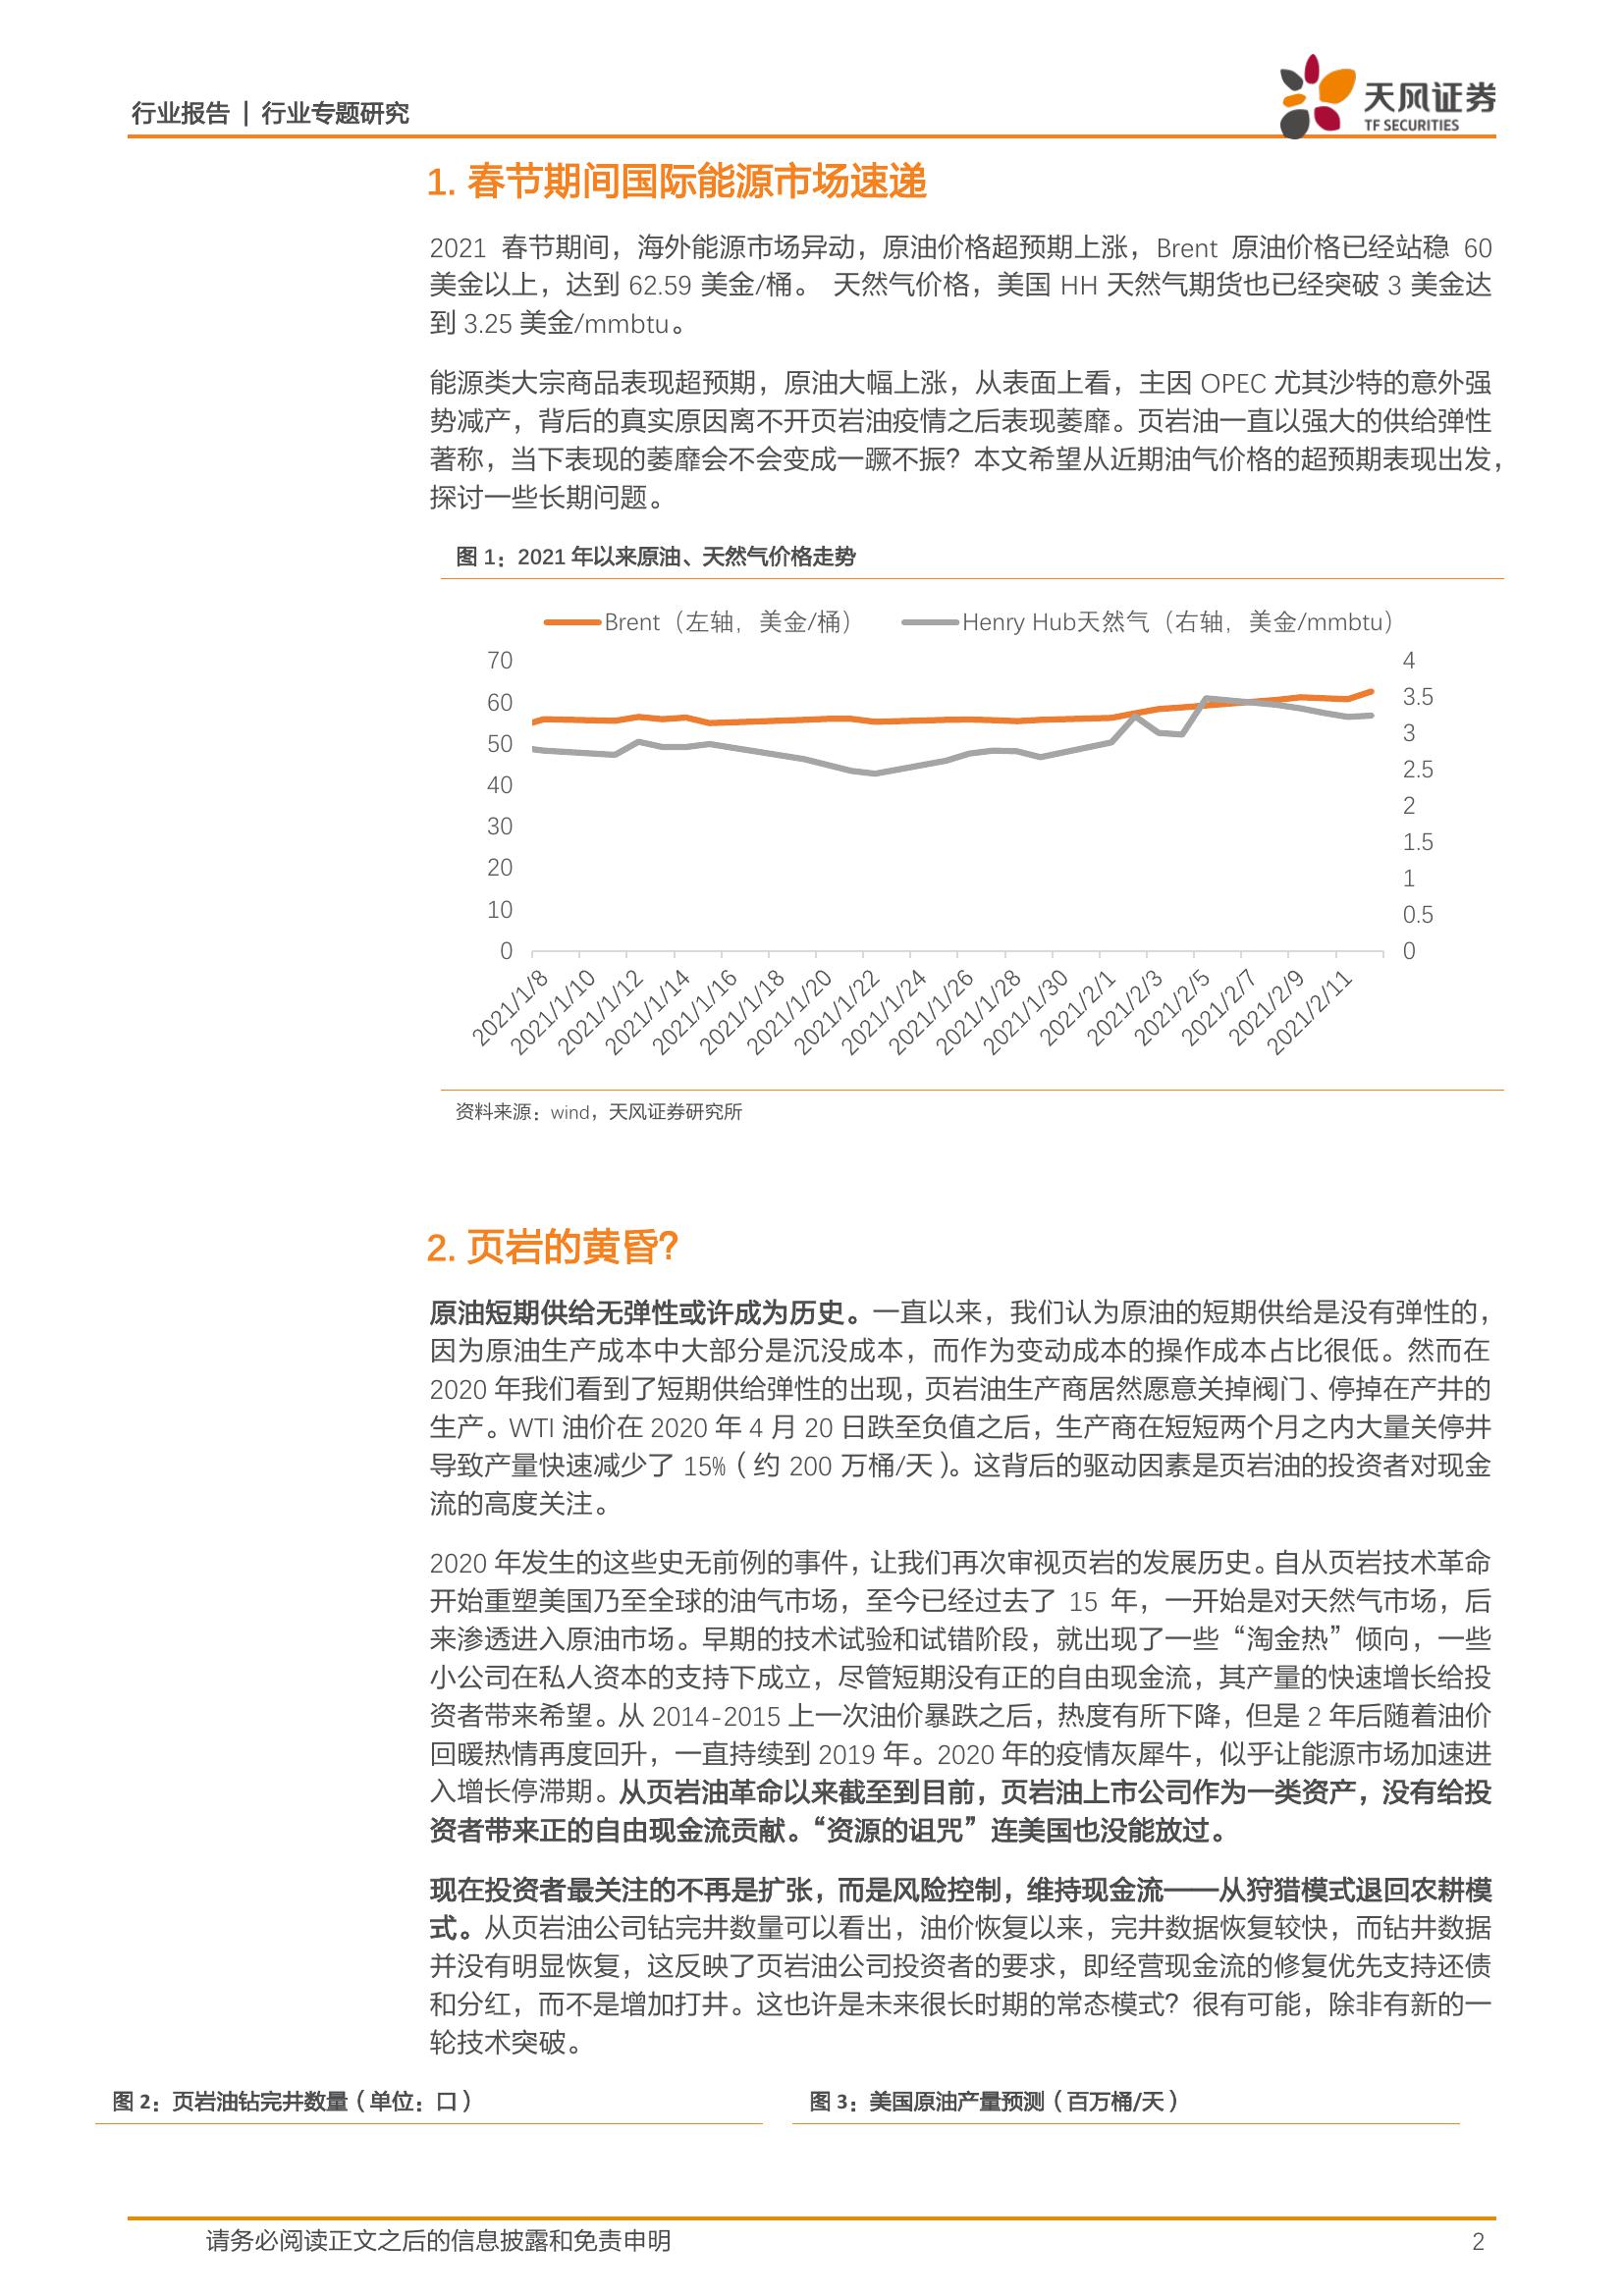 行业报告 | 行业专题研究
天风证券
TF SECURITIES
1. 春节期间国际能源市场速递
2021 春节期间，海外能源市场异动，原油价格超预期上涨，Brent 原油价格已经站稳 60
美金以上，达到 62.59 美金/桶。 天然气价格，美国 HH 天然气期货也已经突破 3 美金达
到 3.25 美金/mmbtu。
能源类大宗商品表现超预期，原油大幅上涨，从表面上看，主因 OPEC 尤其沙特的意外强
势减产，背后的真实原因离不开页岩油疫情之后表现萎靡。页岩油一直以强大的供给弹性
著称，当下表现的萎靡会不会变成一蹶不振？本文希望从近期油气价格的超预期表现出发，
探讨一些长期问题。
图 1：2021 年以来原油、天然气价格走势
Brent（左轴，美金/桶） Henry Hub天然气（右轴，美金/mmbtu）
70 4
60 3.5
50 3
40 2.5
30 2
20 1.5
10 1
0 0.5
0
2021/1/8 2021/1/10 2021/1/12 2021/1/14 2021/1/16 2021/1/18 2021/1/20 2021/1/22 2021/1/24 2021/1/26 2021/1/28 2021/1/30 2021/2/1 2021/2/3 2021/2/5 2021/2/7 2021/2/9 2021/2/11
资料来源：wind，天风证券研究所
2. 页岩的黄昏？
原油短期供给无弹性或许成为历史。一直以来，我们认为原油的短期供给是没有弹性的，
因为原油生产成本中大部分是沉没成本，而作为变动成本的操作成本占比很低。然而在
2020 年我们看到了短期供给弹性的出现，页岩油生产商居然愿意关掉阀门、停掉在产井的
生产。WTI 油价在 2020 年 4 月 20 日跌至负值之后，生产商在短短两个月之内大量关停井
导致产量快速减少了 15%（约 200 万桶/天）。这背后的驱动因素是页岩油的投资者对现金
流的高度关注。
2020 年发生的这些史无前例的事件，让我们再次审视页岩的发展历史。自从页岩技术革命
开始重塑美国乃至全球的油气市场，至今已经过去了 15 年，一开始是对天然气市场，后
来渗透进入原油市场。早期的技术试验和试错阶段，就出现了一些“淘金热”倾向，一些
小公司在私人资本的支持下成立，尽管短期没有正的自由现金流，其产量的快速增长给投
资者带来希望。从 2014-2015 上一次油价暴跌之后，热度有所下降，但是 2 年后随着油价
回暖热情再度回升，一直持续到 2019 年。2020 年的疫情灰犀牛，似乎让能源市场加速进
入增长停滞期。从页岩油革命以来截至到目前，页岩油上市公司作为一类资产，没有给投
资者带来正的自由现金流贡献。“资源的诅咒”连美国也没能放过。
现在投资者最关注的不再是扩张，而是风险控制，维持现金流——从狩猎模式退回农耕模
式。从页岩油公司钻完井数量可以看出，油价恢复以来，完井数据恢复较快，而钻井数据
并没有明显恢复，这反映了页岩油公司投资者的要求，即经营现金流的修复优先支持还债
和分红，而不是增加打井。这也许是未来很长时期的常态模式？很有可能，除非有新的一
轮技术突破。
图 2：页岩油钻完井数量（单位：口） 图 3：美国原油产量预测（百万桶/天）
请务必阅读正文之后的信息披露和免责申明 2